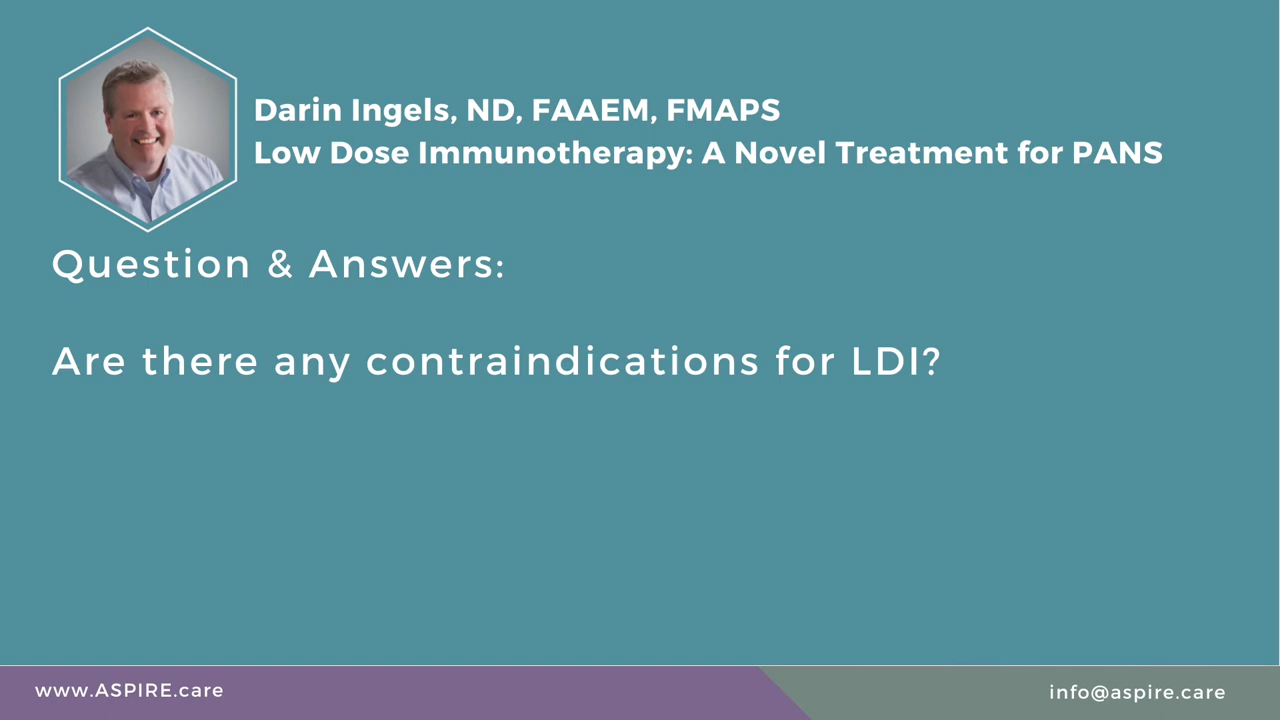 Darin Ingels, ND, FAAEM, FMAPS
Low Dose Immunotherapy: A Novel Treatment for PANS
Question & Answers:
Are there any contraindications for LDI?
www.ASPIRE.care
info@aspire.care